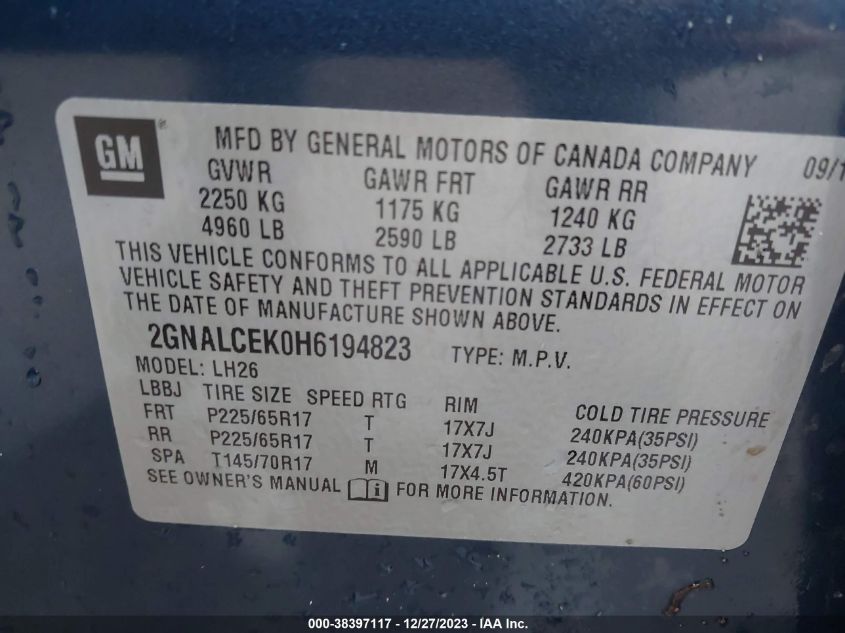 GM
MFD BY GENERAL MOTORS OF CANADA COMPANY 09/1
GVWR GAWR FRT GAWR RR
2250 KG 1175 KG 1240 KG
4960 LB 2590 LB 2733 LB
THIS VEHICLE CONFORMS TO ALL APPLICABLE U.S. FEDERAL MOTOR
VEHICLE SAFETY AND THEFT PREVENTION STANDARDS IN EFFECT ON
THE DATE OF MANUFACTURE SHOWN ABOVE.
2GNALCEK0H6194823 TYPE: M.P.V.
MODEL: LH26
LBBJ TIRE SIZE SPEED RTG RIM COLD TIRE PRESSURE
FRT P225/65R17 T 17X7J 240KPA(35PSI)
RR P225/65R17 T 17X7J 240KPA(35PSI)
SPA T145/70R17 M 17X4.5T 420KPA(60PSI)
SEE OWNER'S MANUAL i FOR MORE INFORMATION.
000-38397117 - 12/27/2023 - IAA Inc.